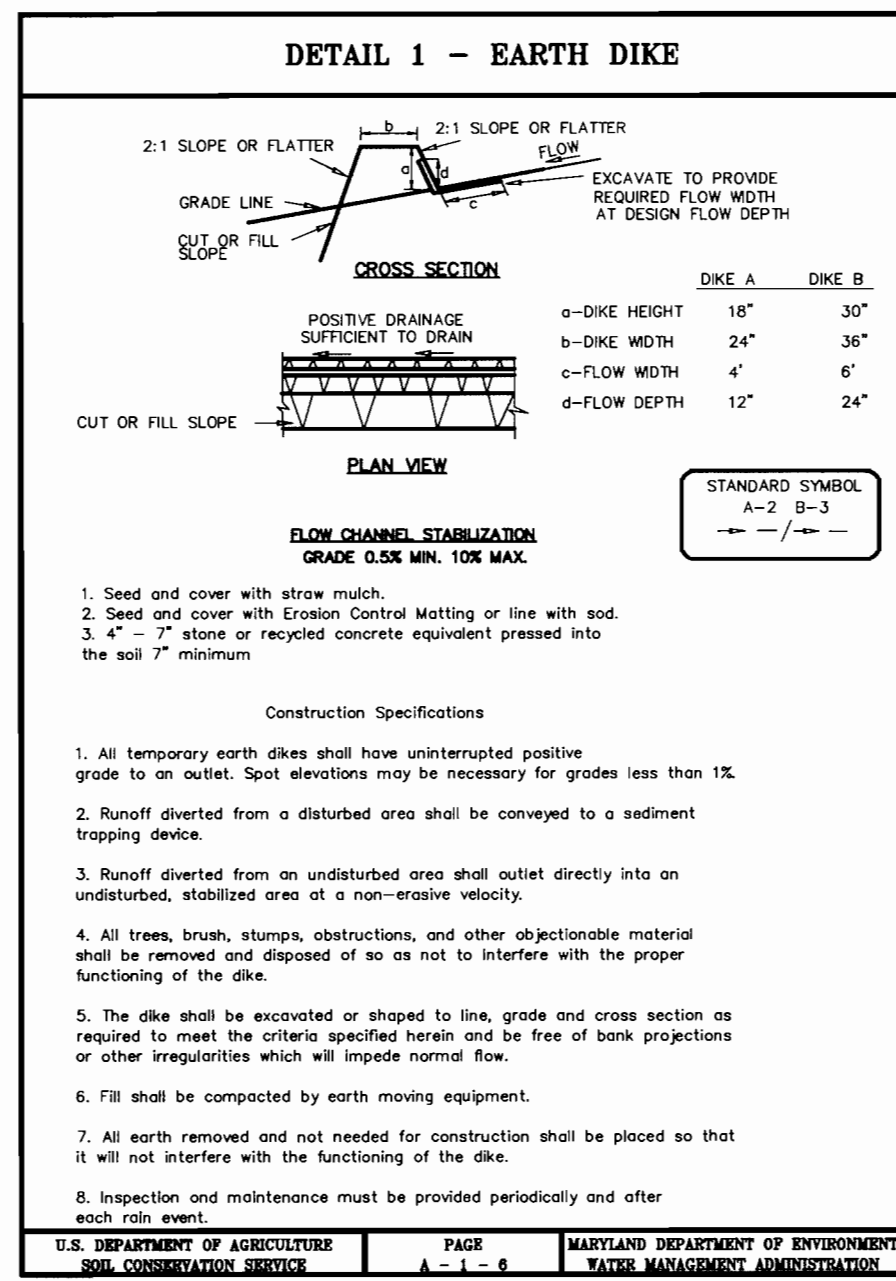 DETAIL 1 – EARTH DIKE
b
2:1 SLOPE OR FLATTER
2:1 SLOPE OR FLATTER
FLOW
a
d
c
EXCAVATE TO PROVIDE
REQUIRED FLOW WIDTH
AT DESIGN FLOW DEPTH
GRADE LINE
CUT OR FILL
SLOPE
CROSS SECTION
DIKE A DIKE B
a–DIKE HEIGHT 18" 30"
b–DIKE WIDTH 24" 36"
c–FLOW WIDTH 4' 6'
d–FLOW DEPTH 12" 24"
POSITIVE DRAINAGE
SUFFICIENT TO DRAIN
CUT OR FILL SLOPE
PLAN VIEW
STANDARD SYMBOL
A–2 B–3
FLOW CHANNEL STABILIZATION
GRADE 0.5% MIN. 10% MAX.
1. Seed and cover with straw mulch.
2. Seed and cover with Erosion Control Matting or line with sod.
3. 4" – 7" stone or recycled concrete equivalent pressed into
the soil 7" minimum
Construction Specifications
1. All temporary earth dikes shall have uninterrupted positive
grade to an outlet. Spot elevations may be necessary for grades less than 1%.
2. Runoff diverted from a disturbed area shall be conveyed to a sediment
trapping device.
3. Runoff diverted from an undisturbed area shall outlet directly into an
undisturbed, stabilized area at a non–erosive velocity.
4. All trees, brush, stumps, obstructions, and other objectionable material
shall be removed and disposed of so as not to interfere with the proper
functioning of the dike.
5. The dike shall be excavated or shaped to line, grade and cross section as
required to meet the criteria specified herein and be free of bank projections
or other irregularities which will impede normal flow.
6. Fill shall be compacted by earth moving equipment.
7. All earth removed and not needed for construction shall be placed so that
it will not interfere with the functioning of the dike.
8. Inspection and maintenance must be provided periodically and after
each rain event.
U.S. DEPARTMENT OF AGRICULTURE
SOIL CONSERVATION SERVICE
PAGE
A – 1 – 6
MARYLAND DEPARTMENT OF ENVIRONMENT
WATER MANAGEMENT ADMINISTRATION